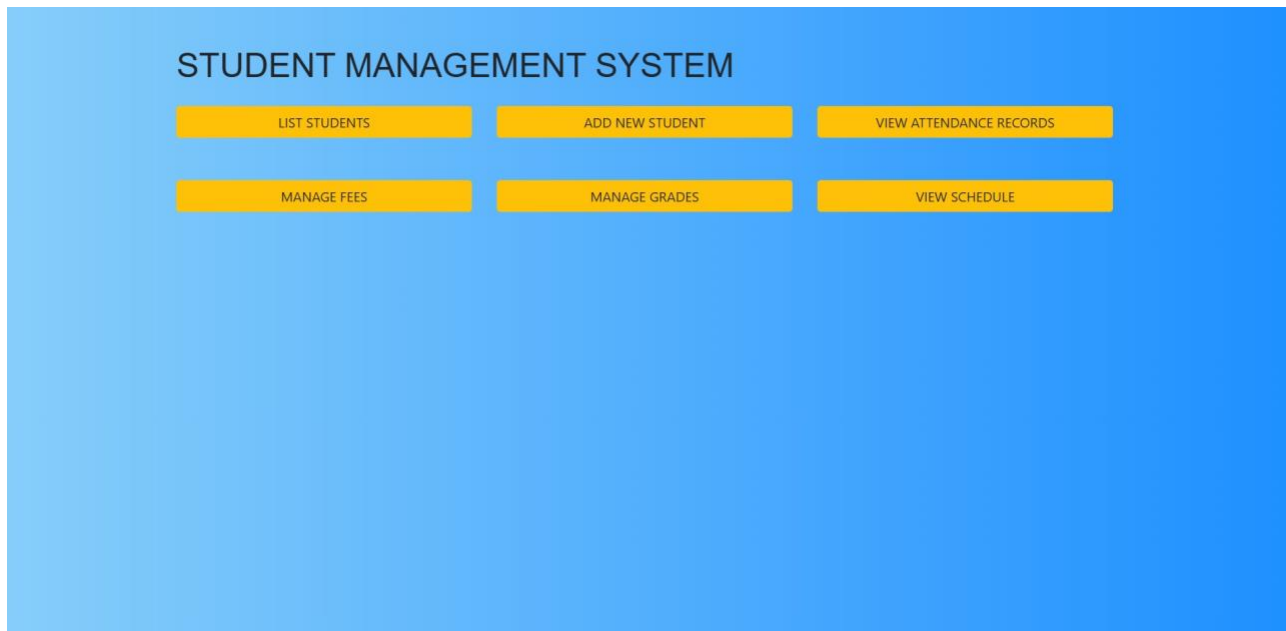 STUDENT MANAGEMENT SYSTEM
LIST STUDENTS
ADD NEW STUDENT
VIEW ATTENDANCE RECORDS
MANAGE FEES
MANAGE GRADES
VIEW SCHEDULE